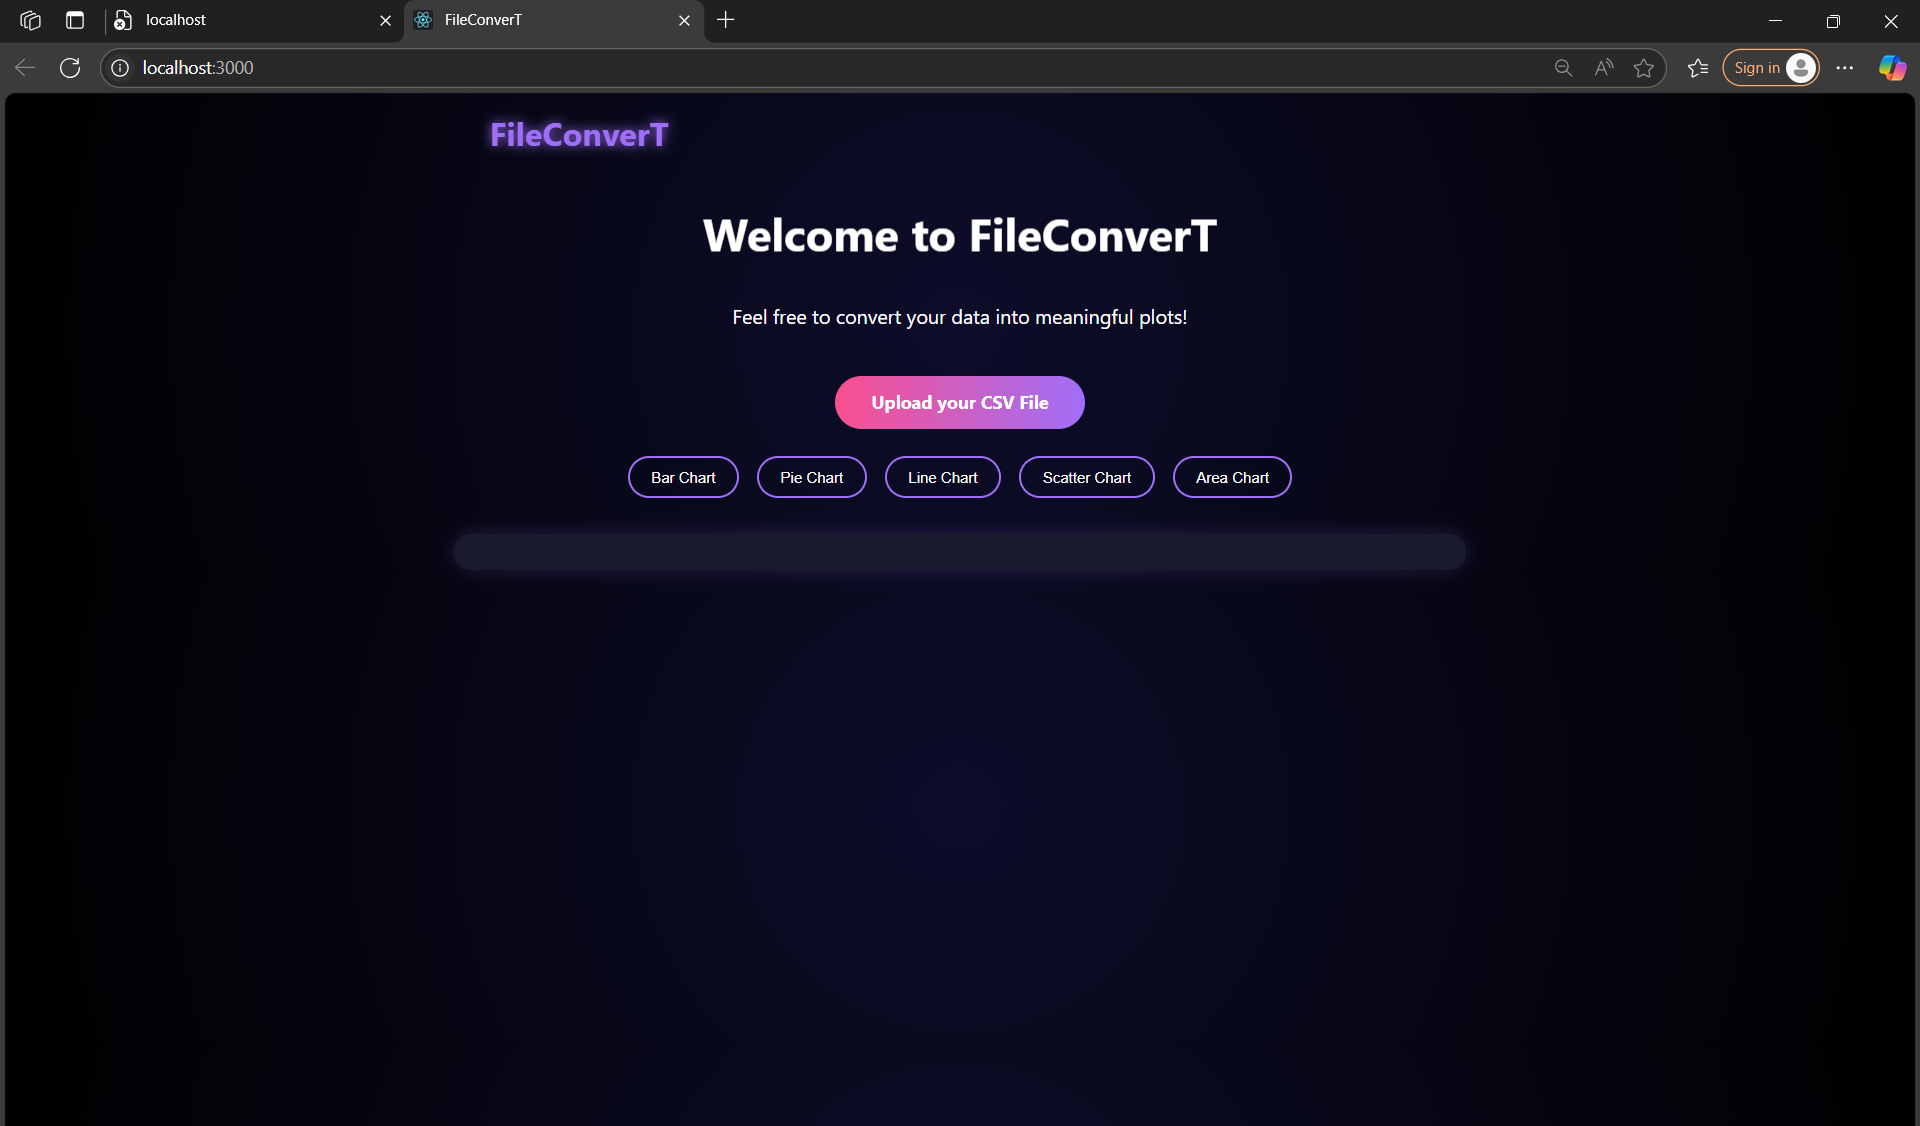 localhost
FileConverT
localhost:3000
Sign in
FileConverT
Welcome to FileConverT
Feel free to convert your data into meaningful plots!
Upload your CSV File
Bar Chart
Pie Chart
Line Chart
Scatter Chart
Area Chart